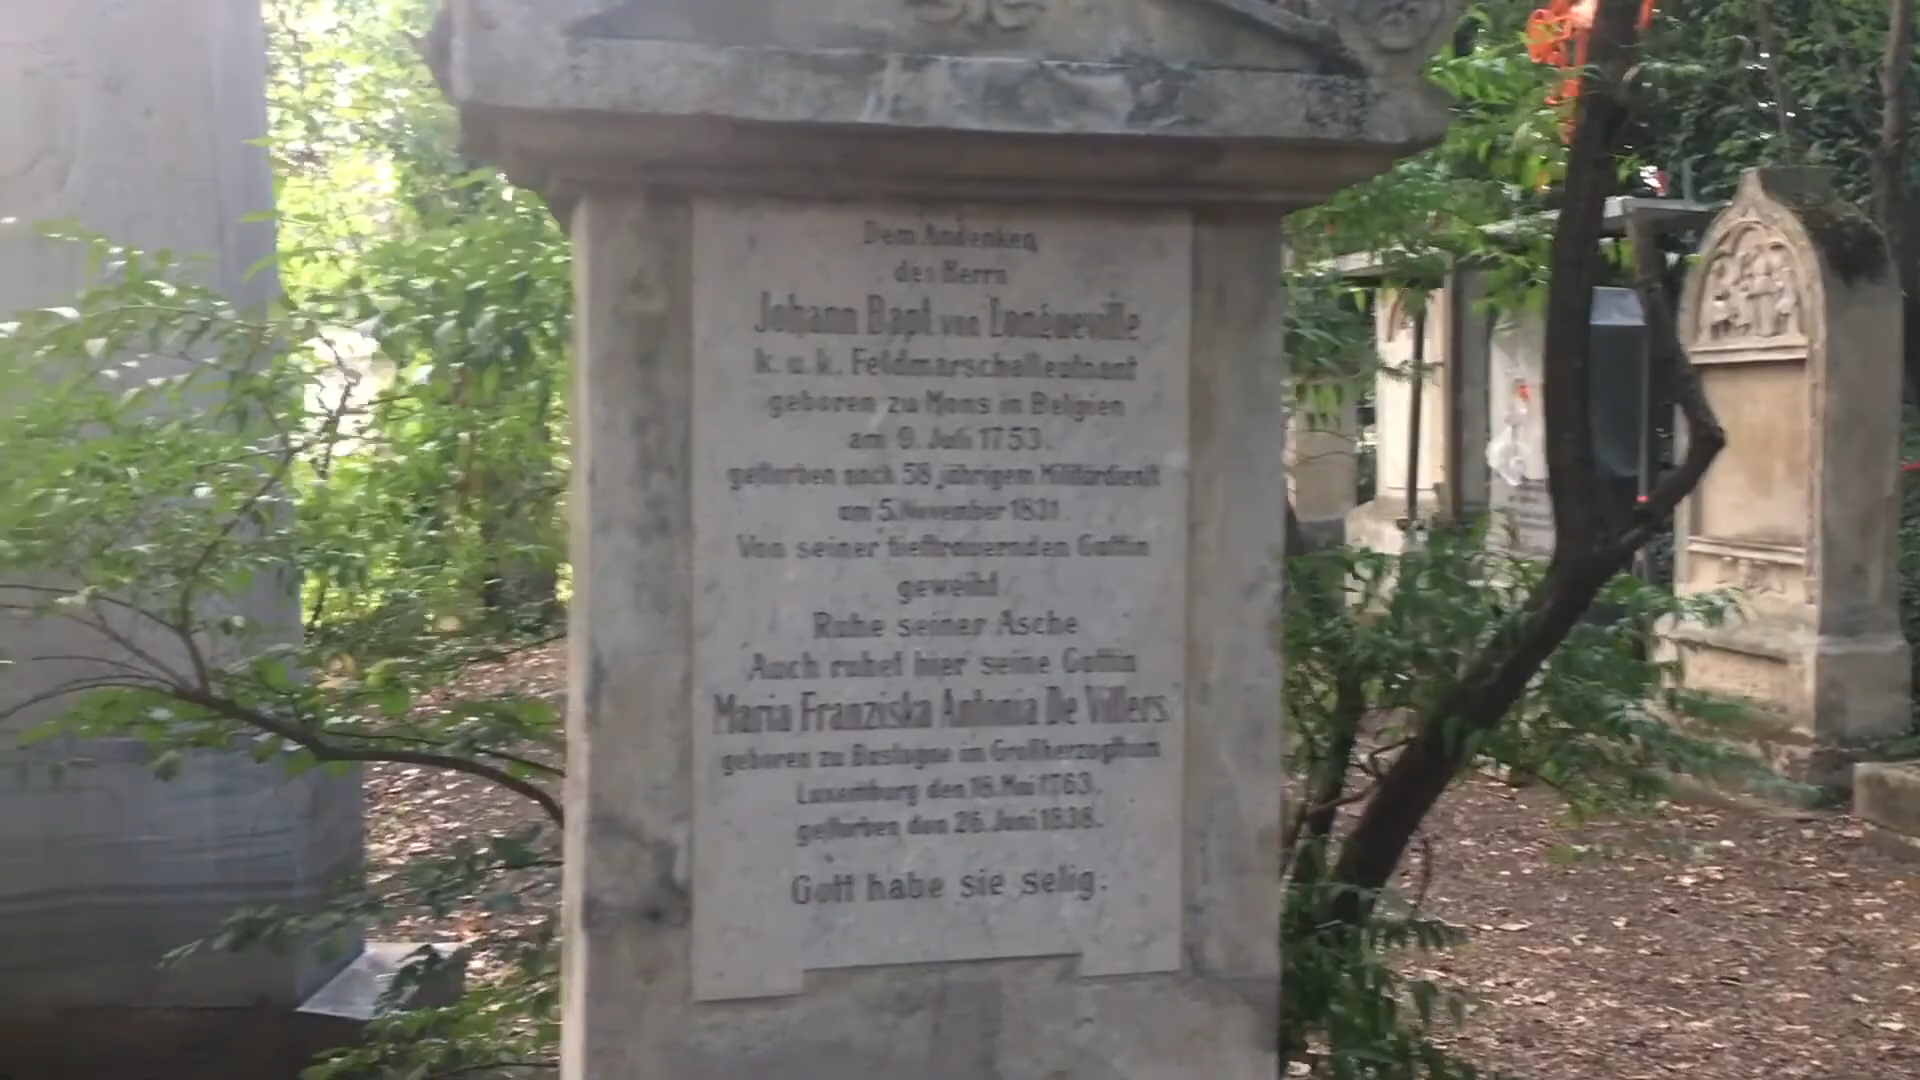 Dem Andenken
des Herrn
Johann Bapt. von Lonqueville
k. u. k. Feldmarschalleutnant
geboren zu Mons in Belgien
am 9. Juli 1753.
gestorben nach 58 jährigem Militärdienst
am 5. November 1831.
Von seiner tieftrauernden Gattin
geweiht
Ruhe seiner Asche
Auch ruhet hier seine Gattin
Maria Franziska Antonia De Villers
geboren zu Bastogne im Großherzogthum
Luxemburg den 18. Mai 1763.
gestorben den 26. Juni 1838.
Gott habe sie selig.